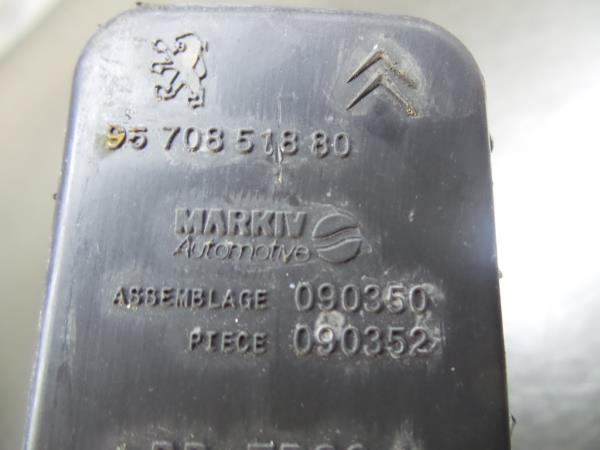 95 708 518 80
MARKIV
Automotive
ASSEMBLAGE 090350
PIECE 090352